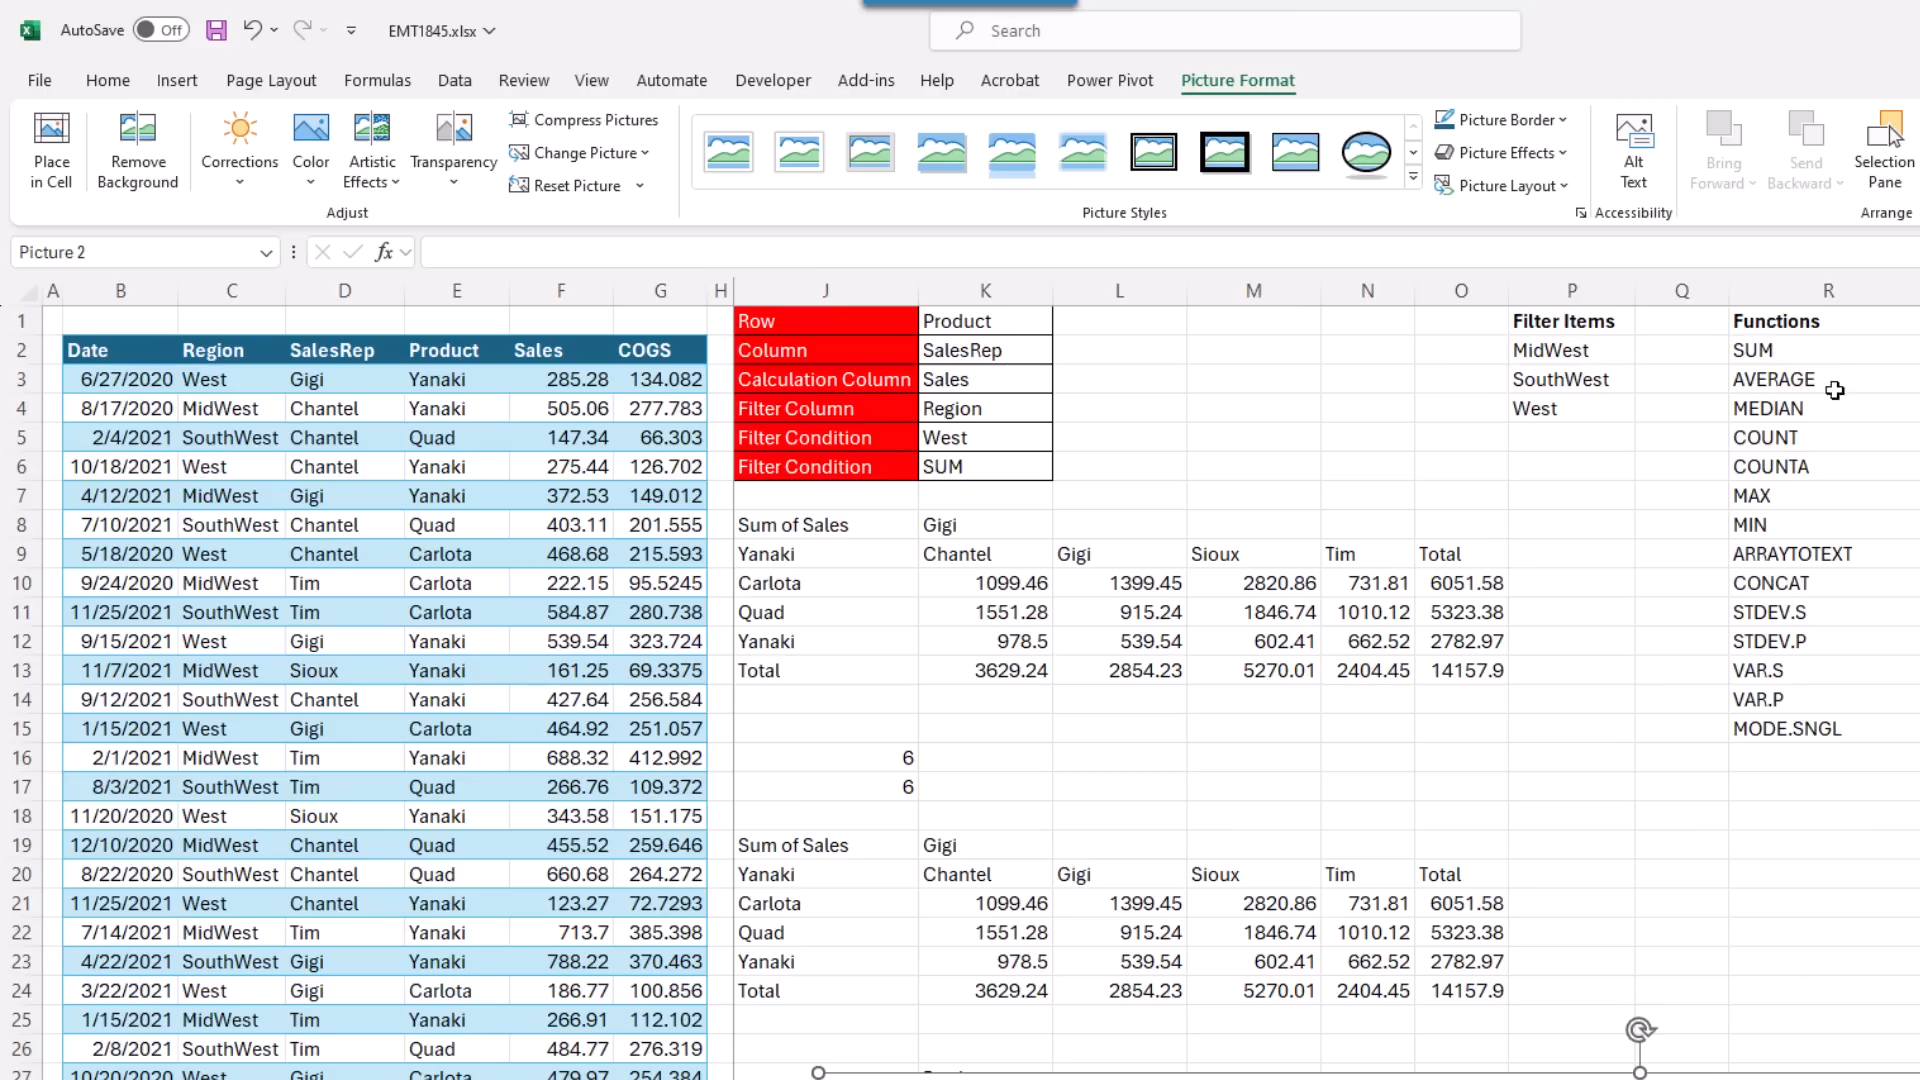 AutoSave Off EMT1845.xlsx Search
File Home Insert Page Layout Formulas Data Review View Automate Developer Add-ins Help Acrobat Power Pivot Picture Format
Place in Cell
Remove Background
Corrections
Color
Artistic Effects
Transparency
Compress Pictures
Change Picture
Reset Picture
Picture Border
Picture Effects
Picture Layout
Alt Text
Bring Forward
Send Backward
Selection Pane
Adjust Picture Styles Accessibility Arrange
Picture 2 fx
A B C D E F G H J K L M N O P Q R
1 Row Product Filter Items Functions
2 Date Region SalesRep Product Sales COGS Column SalesRep MidWest SUM
3 6/27/2020 West Gigi Yanaki 285.28 134.082 Calculation Column Sales SouthWest AVERAGE
4 8/17/2020 MidWest Chantel Yanaki 505.06 277.783 Filter Column Region West MEDIAN
5 2/4/2021 SouthWest Chantel Quad 147.34 66.303 Filter Condition West COUNT
6 10/18/2021 West Chantel Yanaki 275.44 126.702 Filter Condition SUM COUNTA
7 4/12/2021 MidWest Gigi Yanaki 372.53 149.012 MAX
8 7/10/2021 SouthWest Chantel Quad 403.11 201.555 Sum of Sales Gigi MIN
9 5/18/2020 West Chantel Carlota 468.68 215.593 Yanaki Chantel Gigi Sioux Tim Total ARRAYTOTEXT
10 9/24/2020 MidWest Tim Carlota 222.15 95.5245 Carlota 1099.46 1399.45 2820.86 731.81 6051.58 CONCAT
11 11/25/2021 SouthWest Tim Carlota 584.87 280.738 Quad 1551.28 915.24 1846.74 1010.12 5323.38 STDEV.S
12 9/15/2021 West Gigi Yanaki 539.54 323.724 Yanaki 978.5 539.54 602.41 662.52 2782.97 STDEV.P
13 11/7/2021 MidWest Sioux Yanaki 161.25 69.3375 Total 3629.24 2854.23 5270.01 2404.45 14157.9 VAR.S
14 9/12/2021 SouthWest Chantel Yanaki 427.64 256.584 VAR.P
15 1/15/2021 West Gigi Carlota 464.92 251.057 MODE.SNGL
16 2/1/2021 MidWest Tim Yanaki 688.32 412.992 6
17 8/3/2021 SouthWest Tim Quad 266.76 109.372 6
18 11/20/2020 West Sioux Yanaki 343.58 151.175
19 12/10/2020 MidWest Chantel Quad 455.52 259.646 Sum of Sales Gigi
20 8/22/2020 SouthWest Chantel Quad 660.68 264.272 Yanaki Chantel Gigi Sioux Tim Total
21 11/25/2021 West Chantel Yanaki 123.27 72.7293 Carlota 1099.46 1399.45 2820.86 731.81 6051.58
22 7/14/2021 MidWest Tim Yanaki 713.7 385.398 Quad 1551.28 915.24 1846.74 1010.12 5323.38
23 4/22/2021 SouthWest Gigi Yanaki 788.22 370.463 Yanaki 978.5 539.54 602.41 662.52 2782.97
24 3/22/2021 West Gigi Carlota 186.77 100.856 Total 3629.24 2854.23 5270.01 2404.45 14157.9
25 1/15/2021 MidWest Tim Yanaki 266.91 112.102
26 2/8/2021 SouthWest Tim Quad 484.77 276.319
27 10/20/2020 West Gigi Carlota 479.97 254.384